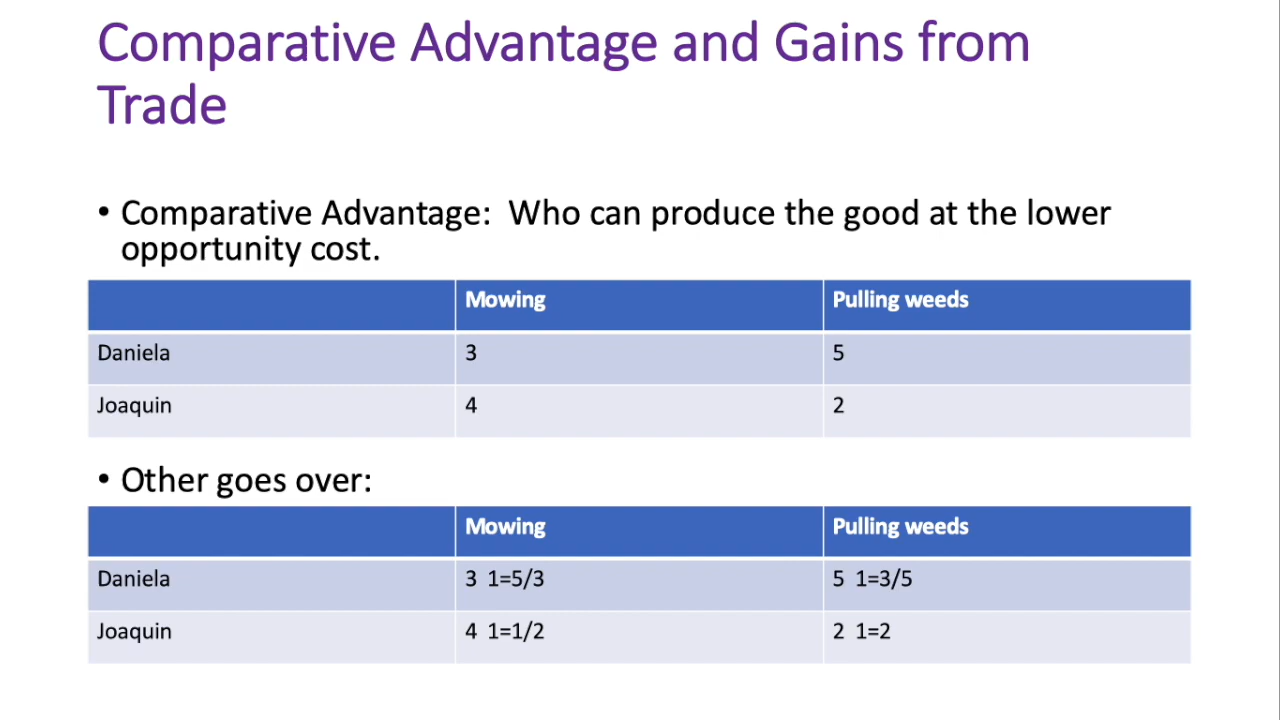 Comparative Advantage and Gains from
Trade
• Comparative Advantage:  Who can produce the good at the lower
opportunity cost.
Mowing Pulling weeds
Daniela 3 5
Joaquin 4 2
• Other goes over:
Mowing Pulling weeds
Daniela 3  1=5/3 5  1=3/5
Joaquin 4  1=1/2 2  1=2